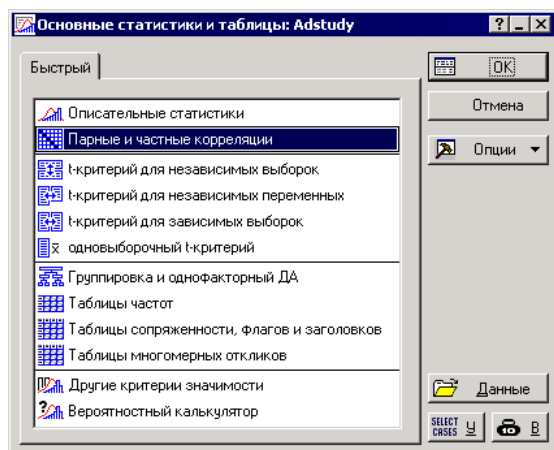 Основные статистики и таблицы: Adstudy
Быстрый
Описательные статистики
Парные и частные корреляции
t-критерий для независимых выборок
t-критерий для независимых переменных
t-критерий для зависимых выборок
x одновыборочный t-критерий
Группировка и однофакторный ДА
Таблицы частот
Таблицы сопряженности, флагов и заголовков
Таблицы многомерных откликов
Другие критерии значимости
Вероятностный калькулятор
OK
Отмена
Опции
Данные
SELECT CASES У
В